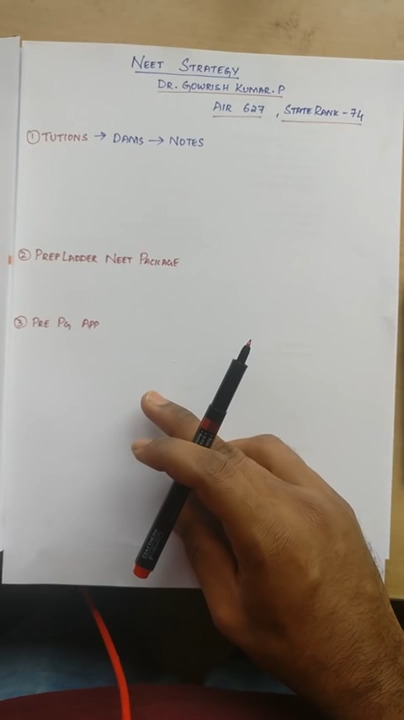 NEET STRATEGY
DR. GOWRISH KUMAR. P
AIR 627 , STATE RANK - 74
① TUTIONS → DAMS → NOTES
② PREPLADDER NEET PACKAGE
③ PRE PG APP